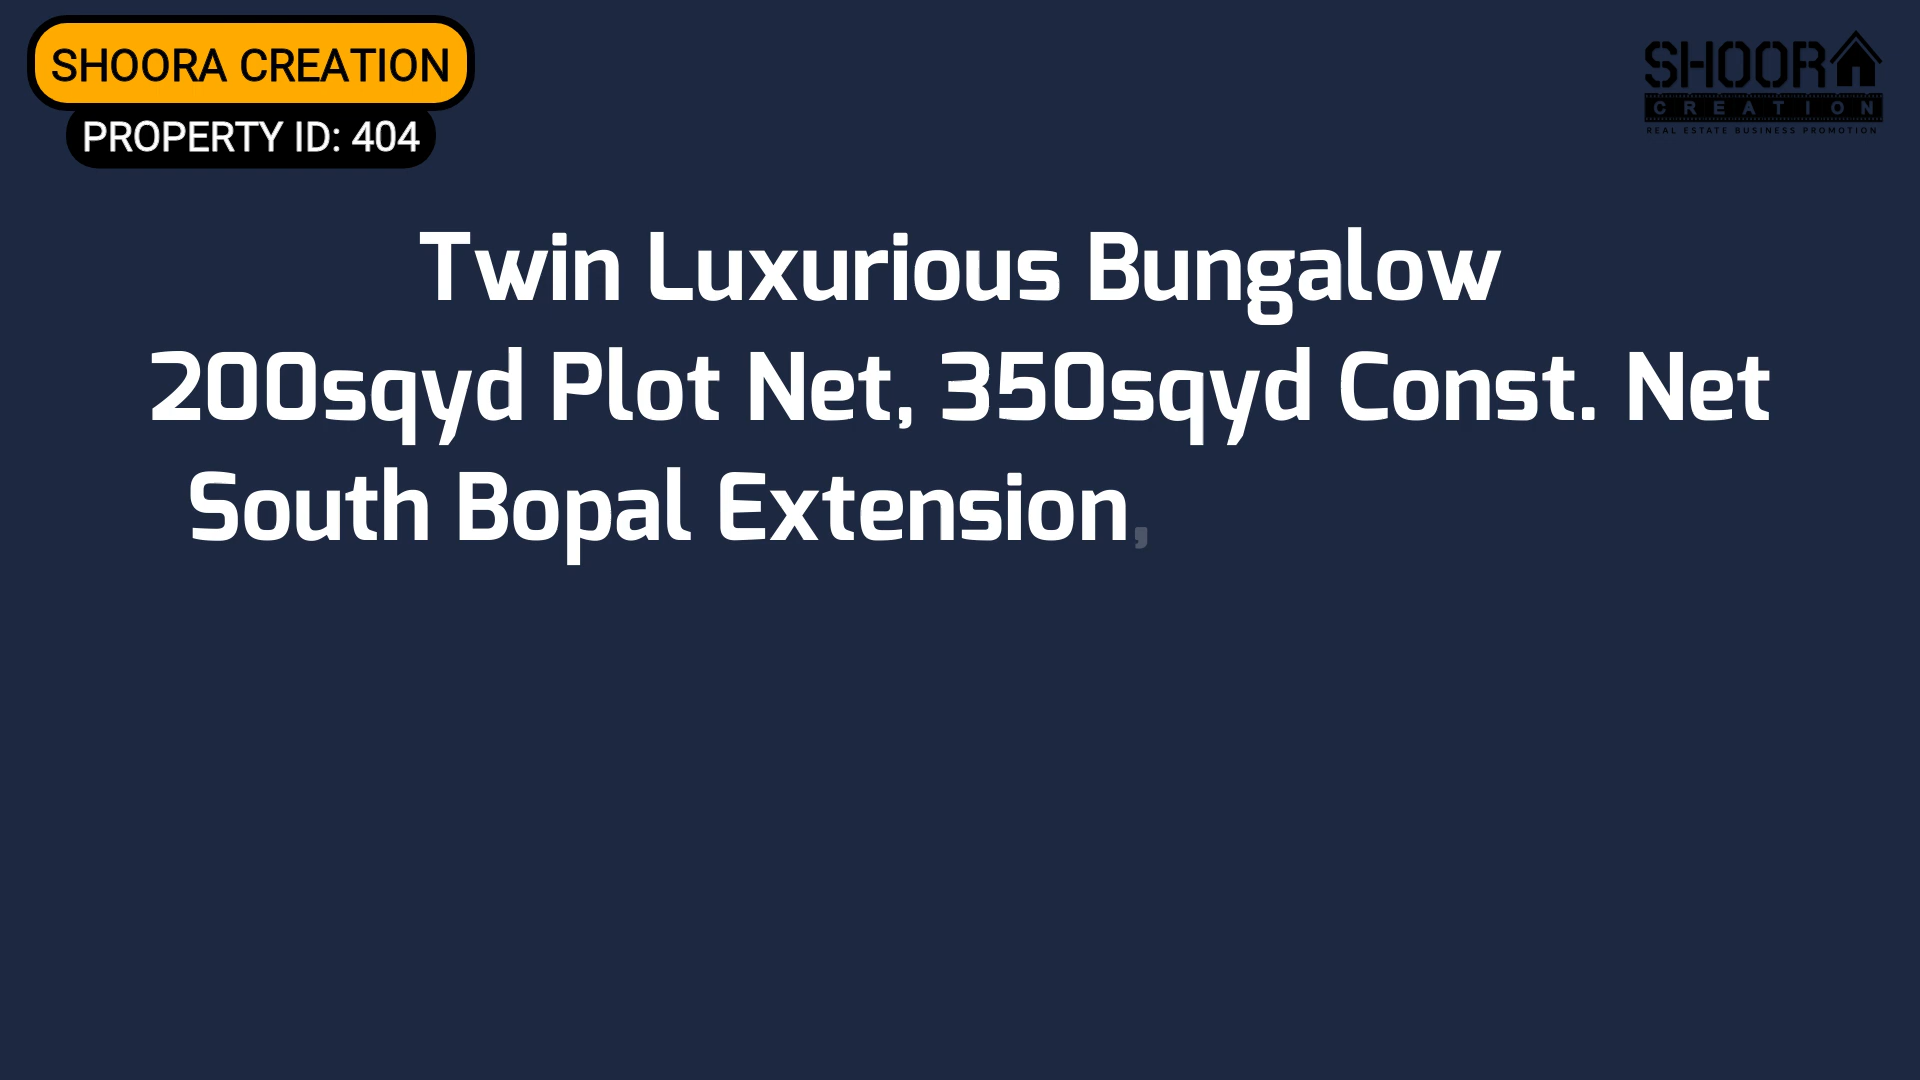 SHOORA CREATION
PROPERTY ID: 404
SHOORA
CREATION
REAL ESTATE BUSINESS PROMOTION
Twin Luxurious Bungalow
200sqyd Plot Net, 350sqyd Const. Net
South Bopal Extension,